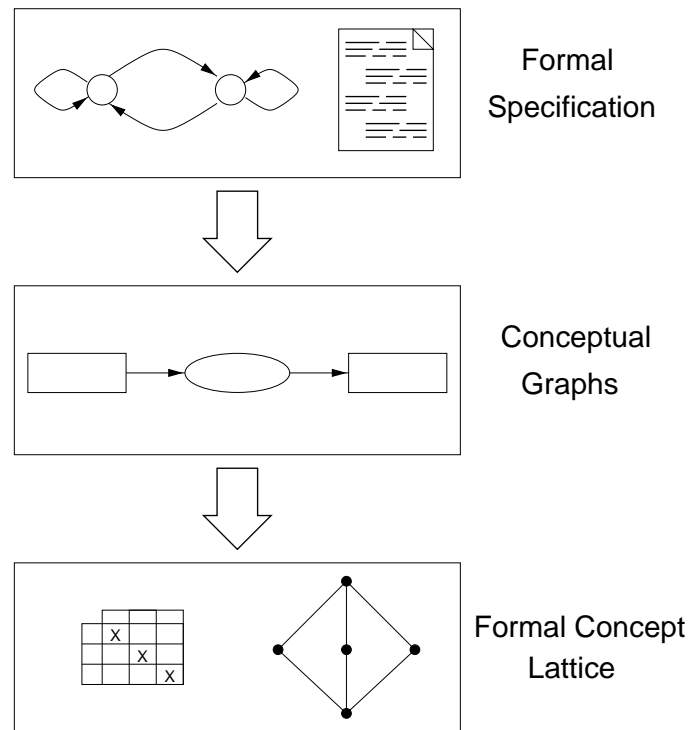 Formal
Specification
Conceptual
Graphs
X
X
X
Formal Concept
Lattice